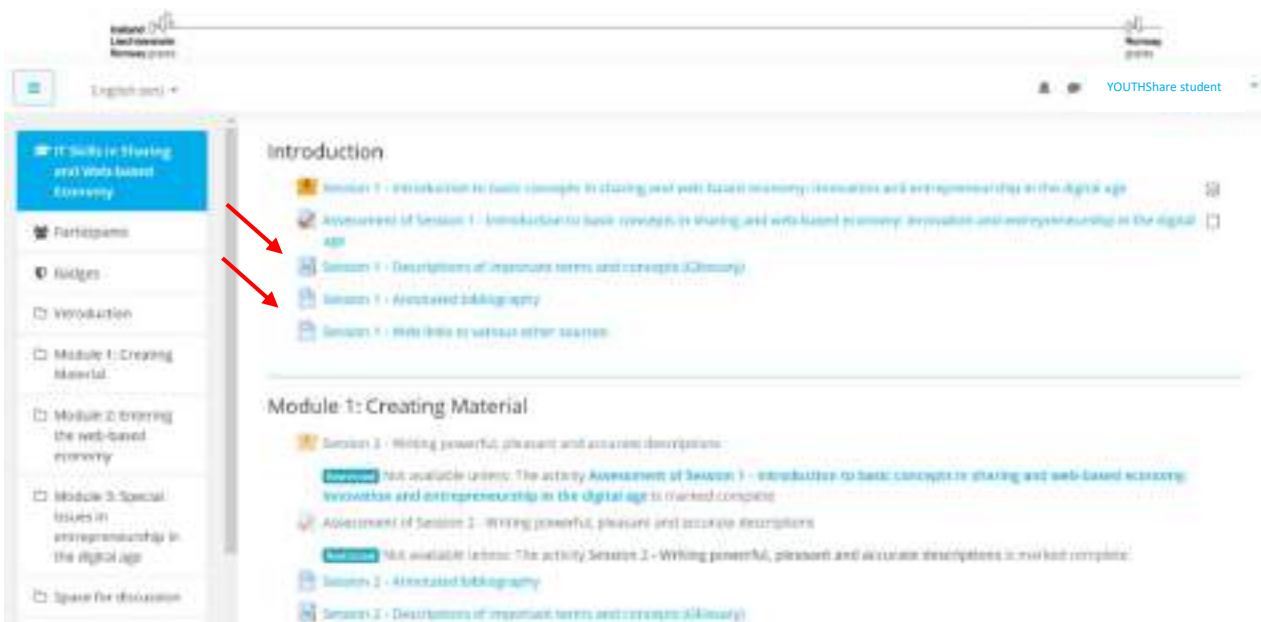 Iceland
Liechtenstein
Norway grants
Norway
grants
English (en)
YOUTHShare student
IT Skills in Sharing
and Web-based
Economy
Participants
Badges
Introduction
Module 1: Creating
Material
Module 2: Entering
the web-based
economy
Module 3: Special
issues in
entrepreneurship in
the digital age
Space for discussion
Introduction
Session 1 - Introduction to basic concepts in sharing and web-based economy: innovation and entrepreneurship in the digital age
Assessment of Session 1 - Introduction to basic concepts in sharing and web-based economy: innovation and entrepreneurship in the digital
age
Session 1 - Descriptions of important terms and concepts (Glossary)
Session 1 - Annotated bibliography
Session 1 - Web links to various other sources
Module 1: Creating Material
Session 2 - Writing powerful, pleasant and accurate descriptions
Restricted Not available unless: The activity Assessment of Session 1 - Introduction to basic concepts in sharing and web-based economy:
innovation and entrepreneurship in the digital age is marked complete
Assessment of Session 2 - Writing powerful, pleasant and accurate descriptions
Restricted Not available unless: The activity Session 2 - Writing powerful, pleasant and accurate descriptions is marked complete
Session 2 - Annotated bibliography
Session 2 - Descriptions of important terms and concepts (Glossary)